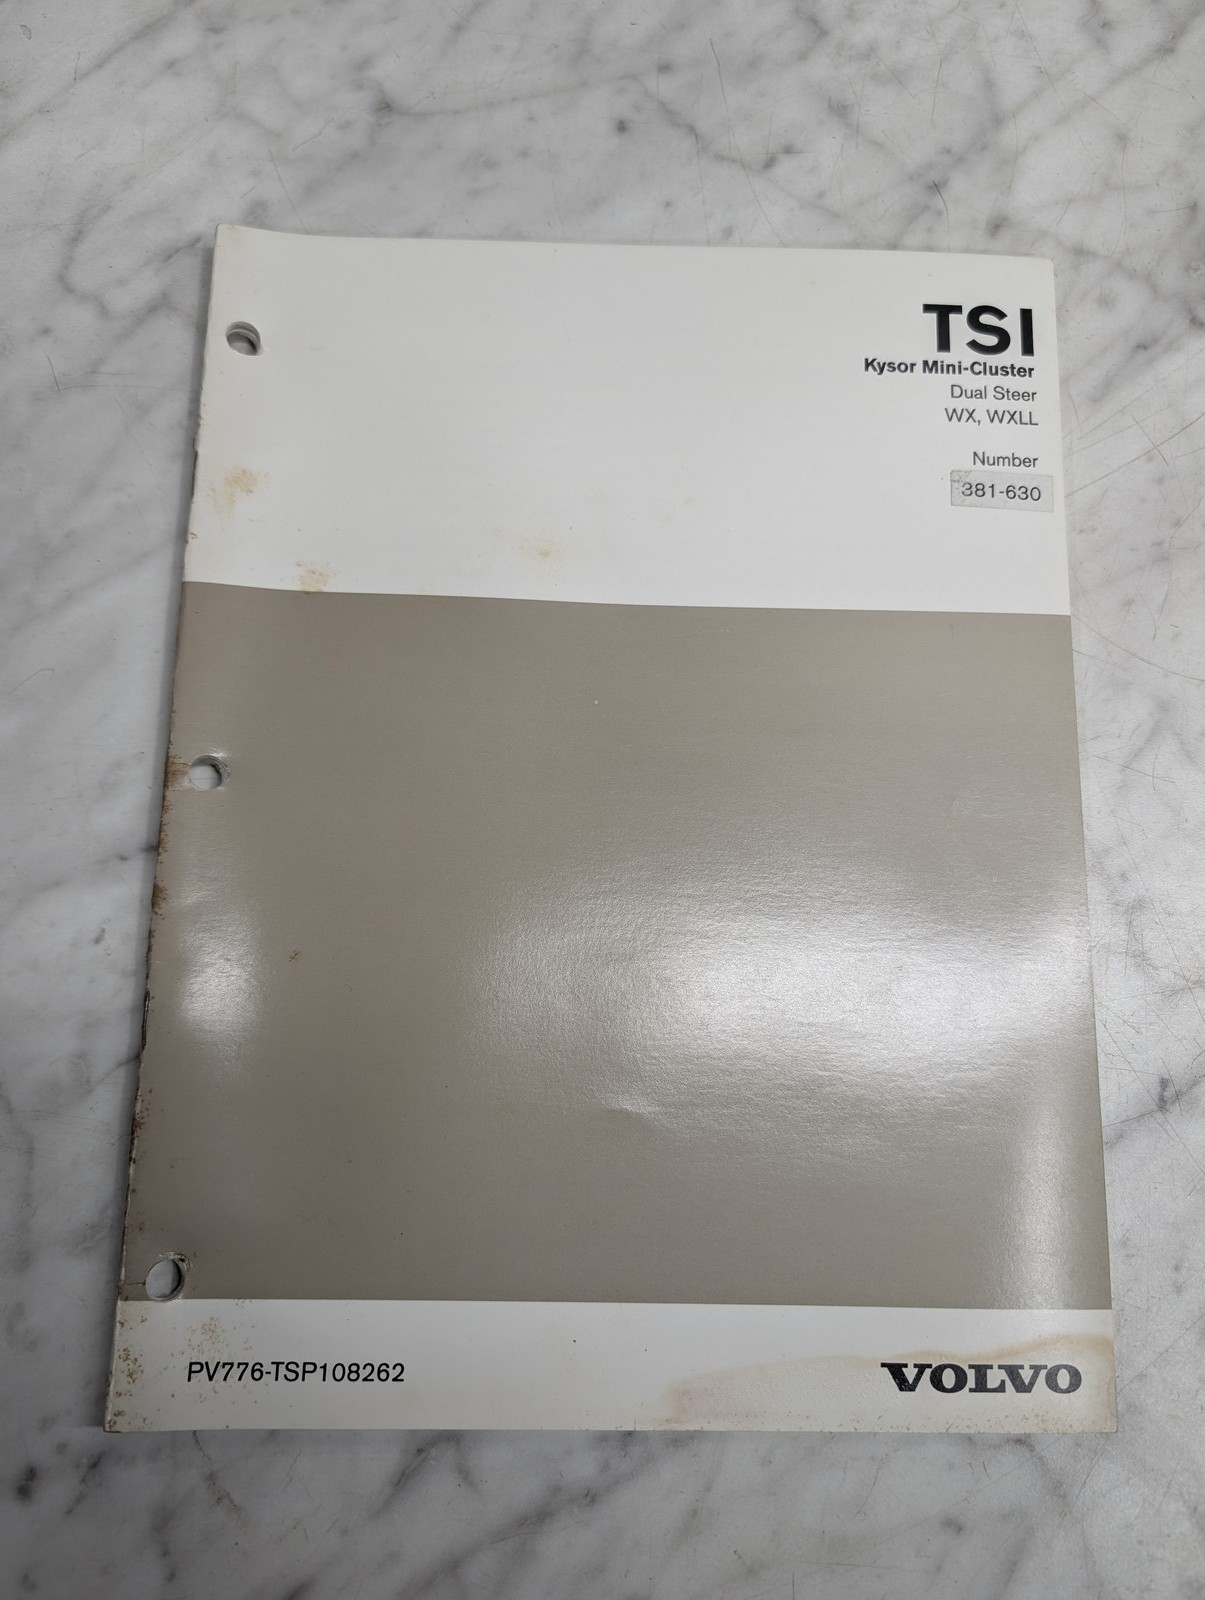 TSI
Kysor Mini-Cluster
Dual Steer
WX, WXLL
Number
381-630
PV776-TSP108262
VOLVO